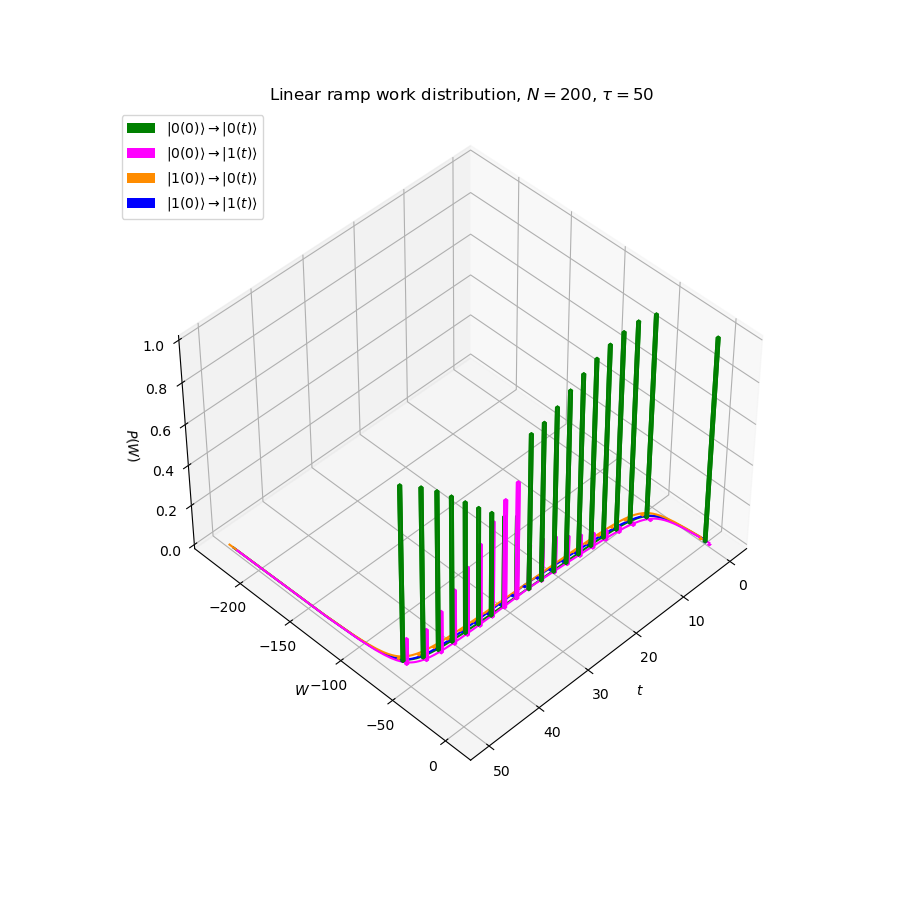 Linear ramp work distribution, $N = 200$, $\tau = 50$
|0(0)⟩→|0(t)⟩
|0(0)⟩→|1(t)⟩
|1(0)⟩→|0(t)⟩
|1(0)⟩→|1(t)⟩
1.0
0.8
0.6
0.4
0.2
0.0
P(W)
−200
−150
−100
−50
0
W
0
10
20
30
40
50
t